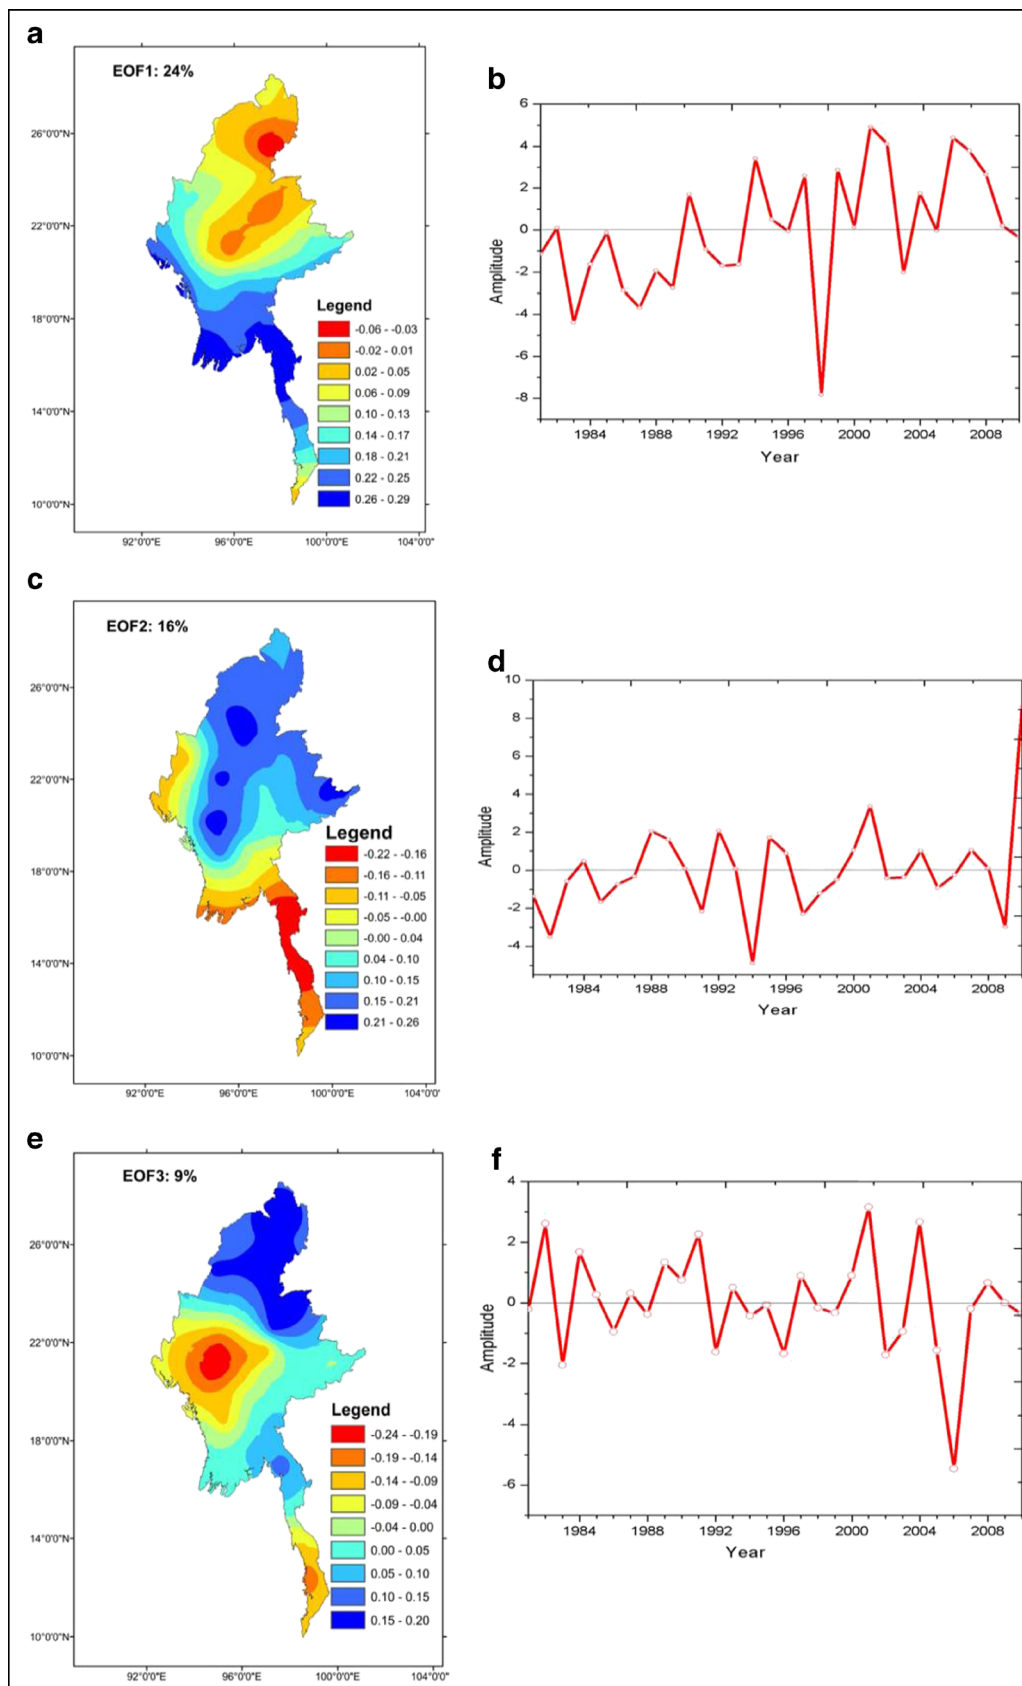 a
EOF1: 24%
26°0'0"N
22°0'0"N
18°0'0"N
14°0'0"N
10°0'0"N
92°0'0"E
96°0'0"E
100°0'0"E
104°0'0"
Legend
-0.06 - -0.03
-0.02 - 0.01
0.02 - 0.05
0.06 - 0.09
0.10 - 0.13
0.14 - 0.17
0.18 - 0.21
0.22 - 0.25
0.26 - 0.29
b
6
4
2
0
-2
-4
-6
-8
Amplitude
1984
1988
1992
1996
2000
2004
2008
Year
c
EOF2: 16%
26°0'0"N
22°0'0"N
18°0'0"N
14°0'0"N
10°0'0"N
92°0'0"E
96°0'0"E
100°0'0"E
104°0'0'
Legend
-0.22 - -0.16
-0.16 - -0.11
-0.11 - -0.05
-0.05 - -0.00
-0.00 - 0.04
0.04 - 0.10
0.10 - 0.15
0.15 - 0.21
0.21 - 0.26
d
10
8
6
4
2
0
-2
-4
Amplitude
1984
1988
1992
1996
2000
2004
2008
Year
e
EOF3: 9%
26°0'0"N
22°0'0"N
18°0'0"N
14°0'0"N
10°0'0"N
92°0'0"E
96°0'0"E
100°0'0"E
104°0'0"
Legend
-0.24 - -0.19
-0.19 - -0.14
-0.14 - -0.09
-0.09 - -0.04
-0.04 - 0.00
0.00 - 0.05
0.05 - 0.10
0.10 - 0.15
0.15 - 0.20
f
4
2
0
-2
-4
-6
Amplitude
1984
1988
1992
1996
2000
2004
2008
Year